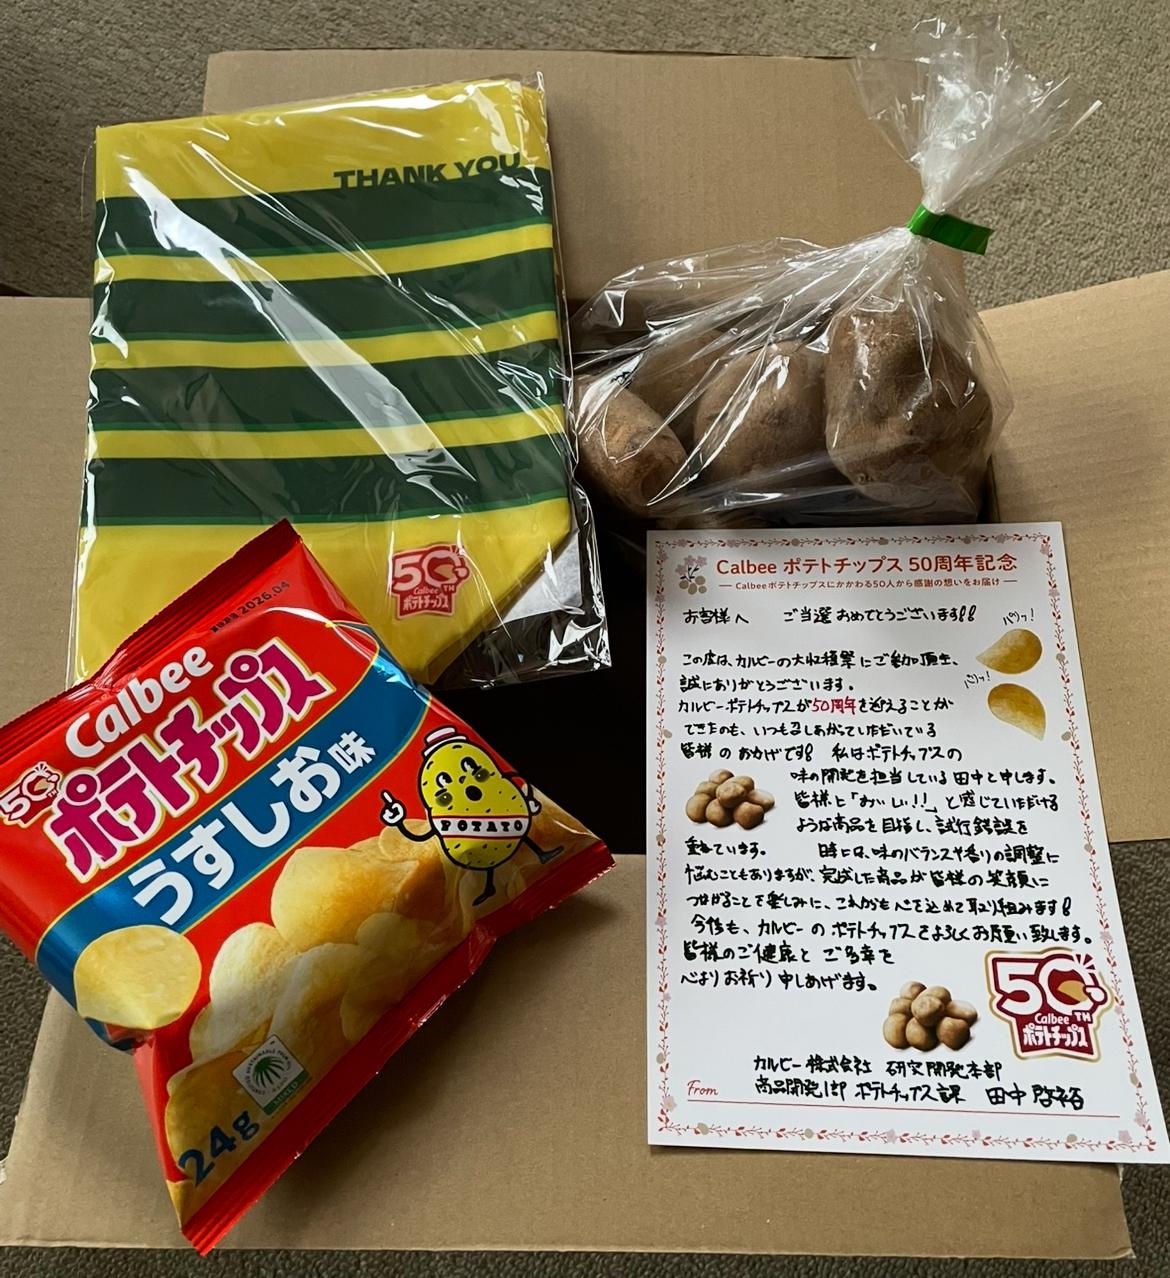 THANK YOU
50TH
Calbee
ポテトチップス
賞味期限 2026.04
Calbee
ポテトチップス
50
うすしお味
POTATO
CERTIFIED SUSTAINABLE PALM OIL
MIXED
24g
Calbee ポテトチップス 50周年記念
Calbeeポテトチップスにかかわる50人から感謝の想いをお届け
お客様へ ご当選おめでとうございます!!
パリッ!
パリッ!
この度は、カルビーの大収穫祭にご参加頂き、
誠にありがとうございます。
カルビーポテトチップスが50周年を迎えることが
できたのも、いつも召しあがっていただいている
皆様のおかげです! 私はポテトチップスの
味の開発を担当している田中と申します。
皆様と「おいしい!!」と感じていただける
ような商品を目指し、試行錯誤を
重ねています。 時には、味のバランスや香りの調整に
悩むこともありますが、完成した商品が皆様の笑顔に
つながることを楽しみに、これからも心を込めて取り組みます!
今後も、カルビーのポテトチップスをよろしくお願い致します。
皆様のご健康とご多幸を
心よりお祈り申しあげます。
50TH
Calbee
ポテトチップス
カルビー株式会社 研究開発本部
From 商品開発1部 ポテトチップス課 田中 啓裕